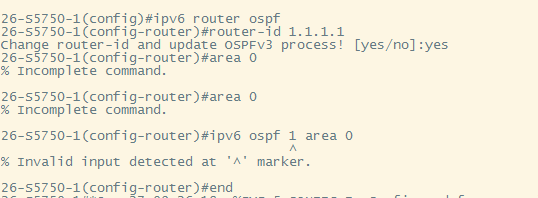 26-S5750-1(config)#ipv6 router ospf
26-S5750-1(config-router)#router-id 1.1.1.1
Change router-id and update OSPFv3 process! [yes/no]:yes
26-S5750-1(config-router)#area 0
% Incomplete command.
26-S5750-1(config-router)#area 0
% Incomplete command.
26-S5750-1(config-router)#ipv6 ospf 1 area 0
^
% Invalid input detected at '^' marker.
26-S5750-1(config-router)#end